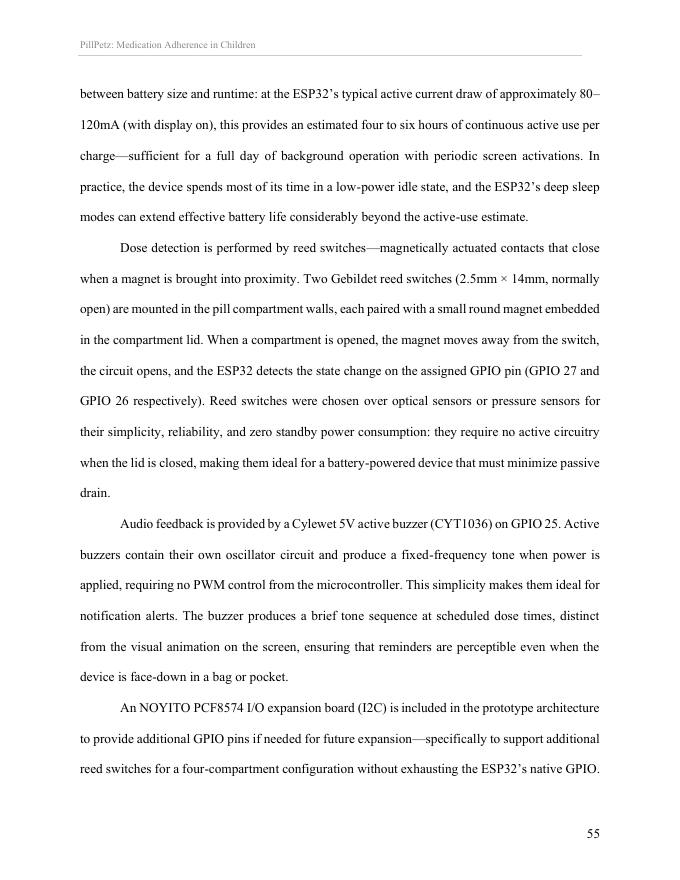 PillPetz: Medication Adherence in Children
between battery size and runtime: at the ESP32’s typical active current draw of approximately 80–
120mA (with display on), this provides an estimated four to six hours of continuous active use per
charge—sufficient for a full day of background operation with periodic screen activations. In
practice, the device spends most of its time in a low-power idle state, and the ESP32’s deep sleep
modes can extend effective battery life considerably beyond the active-use estimate.
Dose detection is performed by reed switches—magnetically actuated contacts that close
when a magnet is brought into proximity. Two Gebildet reed switches (2.5mm × 14mm, normally
open) are mounted in the pill compartment walls, each paired with a small round magnet embedded
in the compartment lid. When a compartment is opened, the magnet moves away from the switch,
the circuit opens, and the ESP32 detects the state change on the assigned GPIO pin (GPIO 27 and
GPIO 26 respectively). Reed switches were chosen over optical sensors or pressure sensors for
their simplicity, reliability, and zero standby power consumption: they require no active circuitry
when the lid is closed, making them ideal for a battery-powered device that must minimize passive
drain.
Audio feedback is provided by a Cylewet 5V active buzzer (CYT1036) on GPIO 25. Active
buzzers contain their own oscillator circuit and produce a fixed-frequency tone when power is
applied, requiring no PWM control from the microcontroller. This simplicity makes them ideal for
notification alerts. The buzzer produces a brief tone sequence at scheduled dose times, distinct
from the visual animation on the screen, ensuring that reminders are perceptible even when the
device is face-down in a bag or pocket.
An NOYITO PCF8574 I/O expansion board (I2C) is included in the prototype architecture
to provide additional GPIO pins if needed for future expansion—specifically to support additional
reed switches for a four-compartment configuration without exhausting the ESP32’s native GPIO.
55